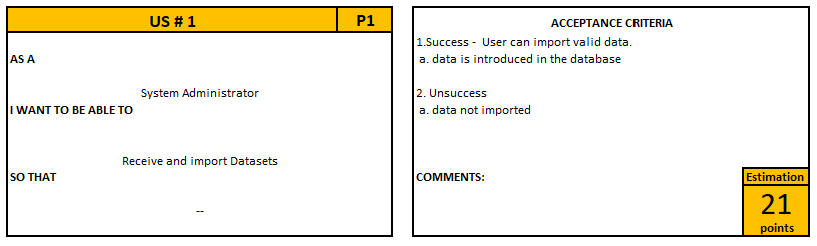 US # 1
P1
AS A
System Administrator
I WANT TO BE ABLE TO
Receive and import Datasets
SO THAT
--
ACCEPTANCE CRITERIA
1.Success - User can import valid data.
a. data is introduced in the database
2. Unsuccess
a. data not imported
COMMENTS:
Estimation
21
points